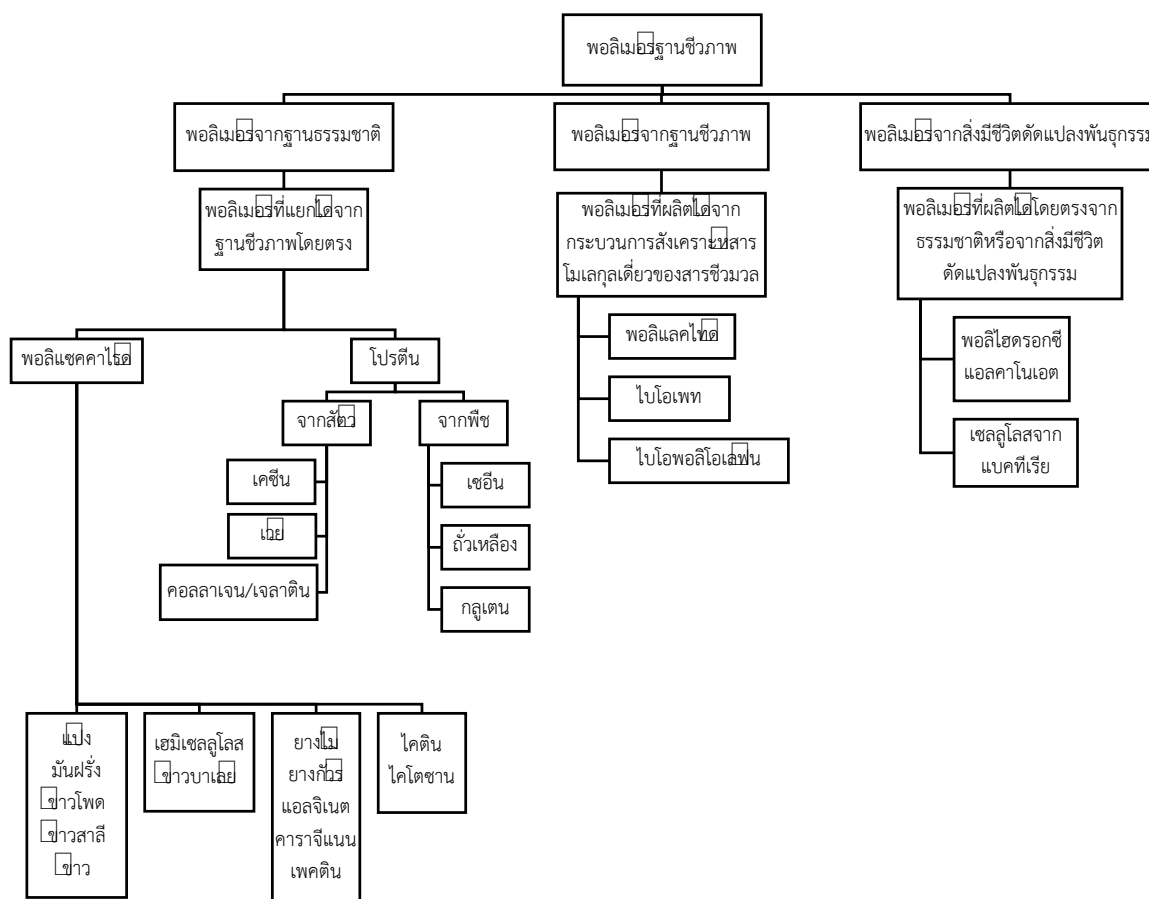 พอลิเมอรฐานชีวภาพ
พอลิเมอรจากฐานธรรมชาติ
พอลิเมอรจากฐานชีวภาพ
พอลิเมอรจากสิ่งมีชีวิตดัดแปลงพันธุกรรม
พอลิเมอรที่แยกไดจาก
ฐานชีวภาพโดยตรง
พอลิเมอรที่ผลิตไดจาก
กระบวนการสังเคราะหสาร
โมเลกุลเดี่ยวของสารชีวมวล
พอลิเมอรที่ผลิตไดโดยตรงจาก
ธรรมชาติหรือจากสิ่งมีชีวิต
ดัดแปลงพันธุกรรม
พอลิแซคคาไรด
โปรตีน
พอลิแลคไทด
ไบโอเพท
ไบโอพอลิโอเลฟน
พอลิไฮดรอกซี
แอลคาโนเอต
เซลลูโลสจาก
แบคทีเรีย
จากสัตว
จากพืช
เคซีน
เวย
คอลลาเจน/เจลาติน
เซอีน
ถั่วเหลือง
กลูเตน
แปง
มันฝรั่ง
ขาวโพด
ขาวสาลี
ขาว
เฮมิเซลลูโลส
ขาวบาเลย
ยางไม
ยางกัวร
แอลจิเนต
คาราจีแนน
เพคติน
ไคติน
ไคโตซาน